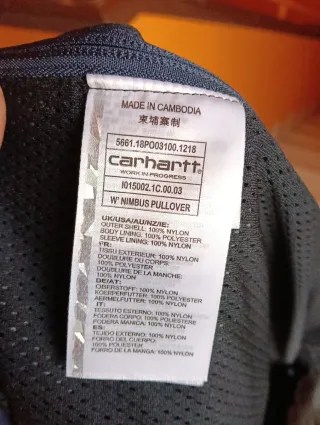 MADE IN CAMBODIA
柬埔寨制
5661.18PO03100.1218
carhartt
WORK IN PROGRESS
I015002.1C.00.03
W' NIMBUS PULLOVER
UK/USA/AU/NZ/IE:
OUTER SHELL: 100% NYLON
BODY LINING: 100% POLYESTER
SLEEVE LINING: 100% NYLON
FR:
TISSU EXTERIEUR: 100% NYLON
DOUBLURE DU CORPS:
100% POLYESTER
DOUBLURE DE LA MANCHE:
100% NYLON
DE/AT:
OBERSTOFF: 100% NYLON
KOERPERFUTTER: 100% POLYESTER
AERMELFUTTER: 100% NYLON
IT:
TESSUTO ESTERNO: 100% NYLON
FODERA CORPO: 100% POLIESTERE
FODERA MANICA: 100% NYLON
ES:
TEJIDO EXTERNO: 100% NYLON
FORRO DEL CUERPO:
100% POLIESTER
FORRO DE LA MANGA: 100% NYLON